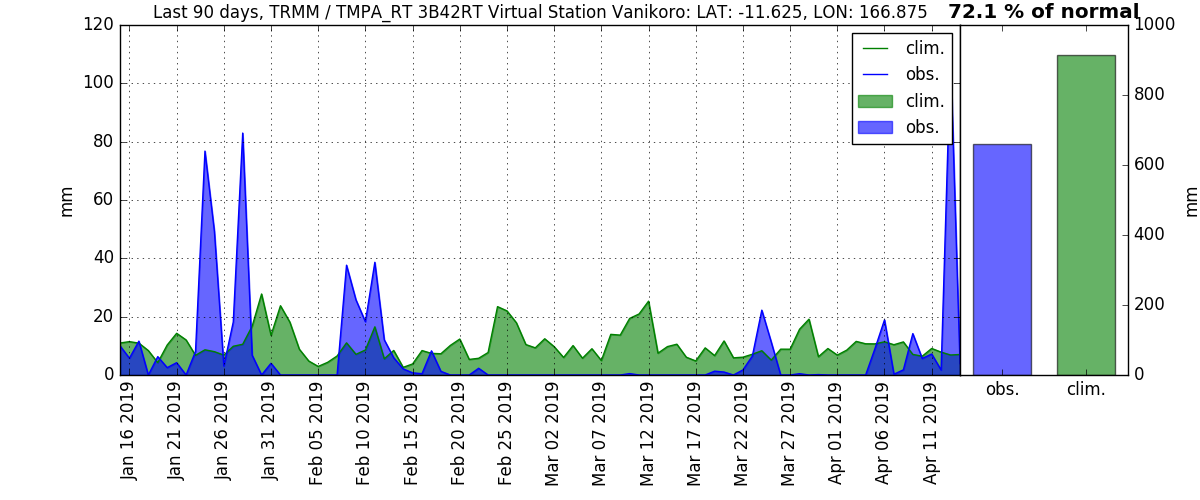 Last 90 days, TRMM / TMPA_RT 3B42RT Virtual Station Vanikoro: LAT: -11.625, LON: 166.875
72.1 % of normal
120
100
80
60
40
20
0
mm
clim.
obs.
clim.
obs.
1000
800
600
400
200
0
mm
Jan 16 2019
Jan 21 2019
Jan 26 2019
Jan 31 2019
Feb 05 2019
Feb 10 2019
Feb 15 2019
Feb 20 2019
Feb 25 2019
Mar 02 2019
Mar 07 2019
Mar 12 2019
Mar 17 2019
Mar 22 2019
Mar 27 2019
Apr 01 2019
Apr 06 2019
Apr 11 2019
obs.
clim.